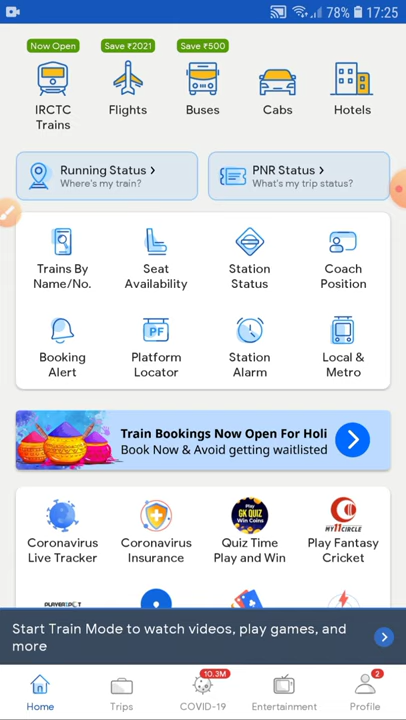 78% 17:25
Now Open
Save ₹2021
Save ₹500
IRCTC
Trains
Flights
Buses
Cabs
Hotels
Running Status >
Where's my train?
PNR Status >
What's my trip status?
Trains By
Name/No.
Seat
Availability
Station
Status
Coach
Position
PF
Booking
Alert
Platform
Locator
Station
Alarm
Local &
Metro
Train Bookings Now Open For Holi
Book Now & Avoid getting waitlisted
Play
GK QUIZ
Win Coins
MY11CIRCLE
Coronavirus
Live Tracker
Coronavirus
Insurance
Quiz Time
Play and Win
Play Fantasy
Cricket
PLAYERSPOT
Start Train Mode to watch videos, play games, and
more
10.3M
2
Home
Trips
COVID-19
Entertainment
Profile